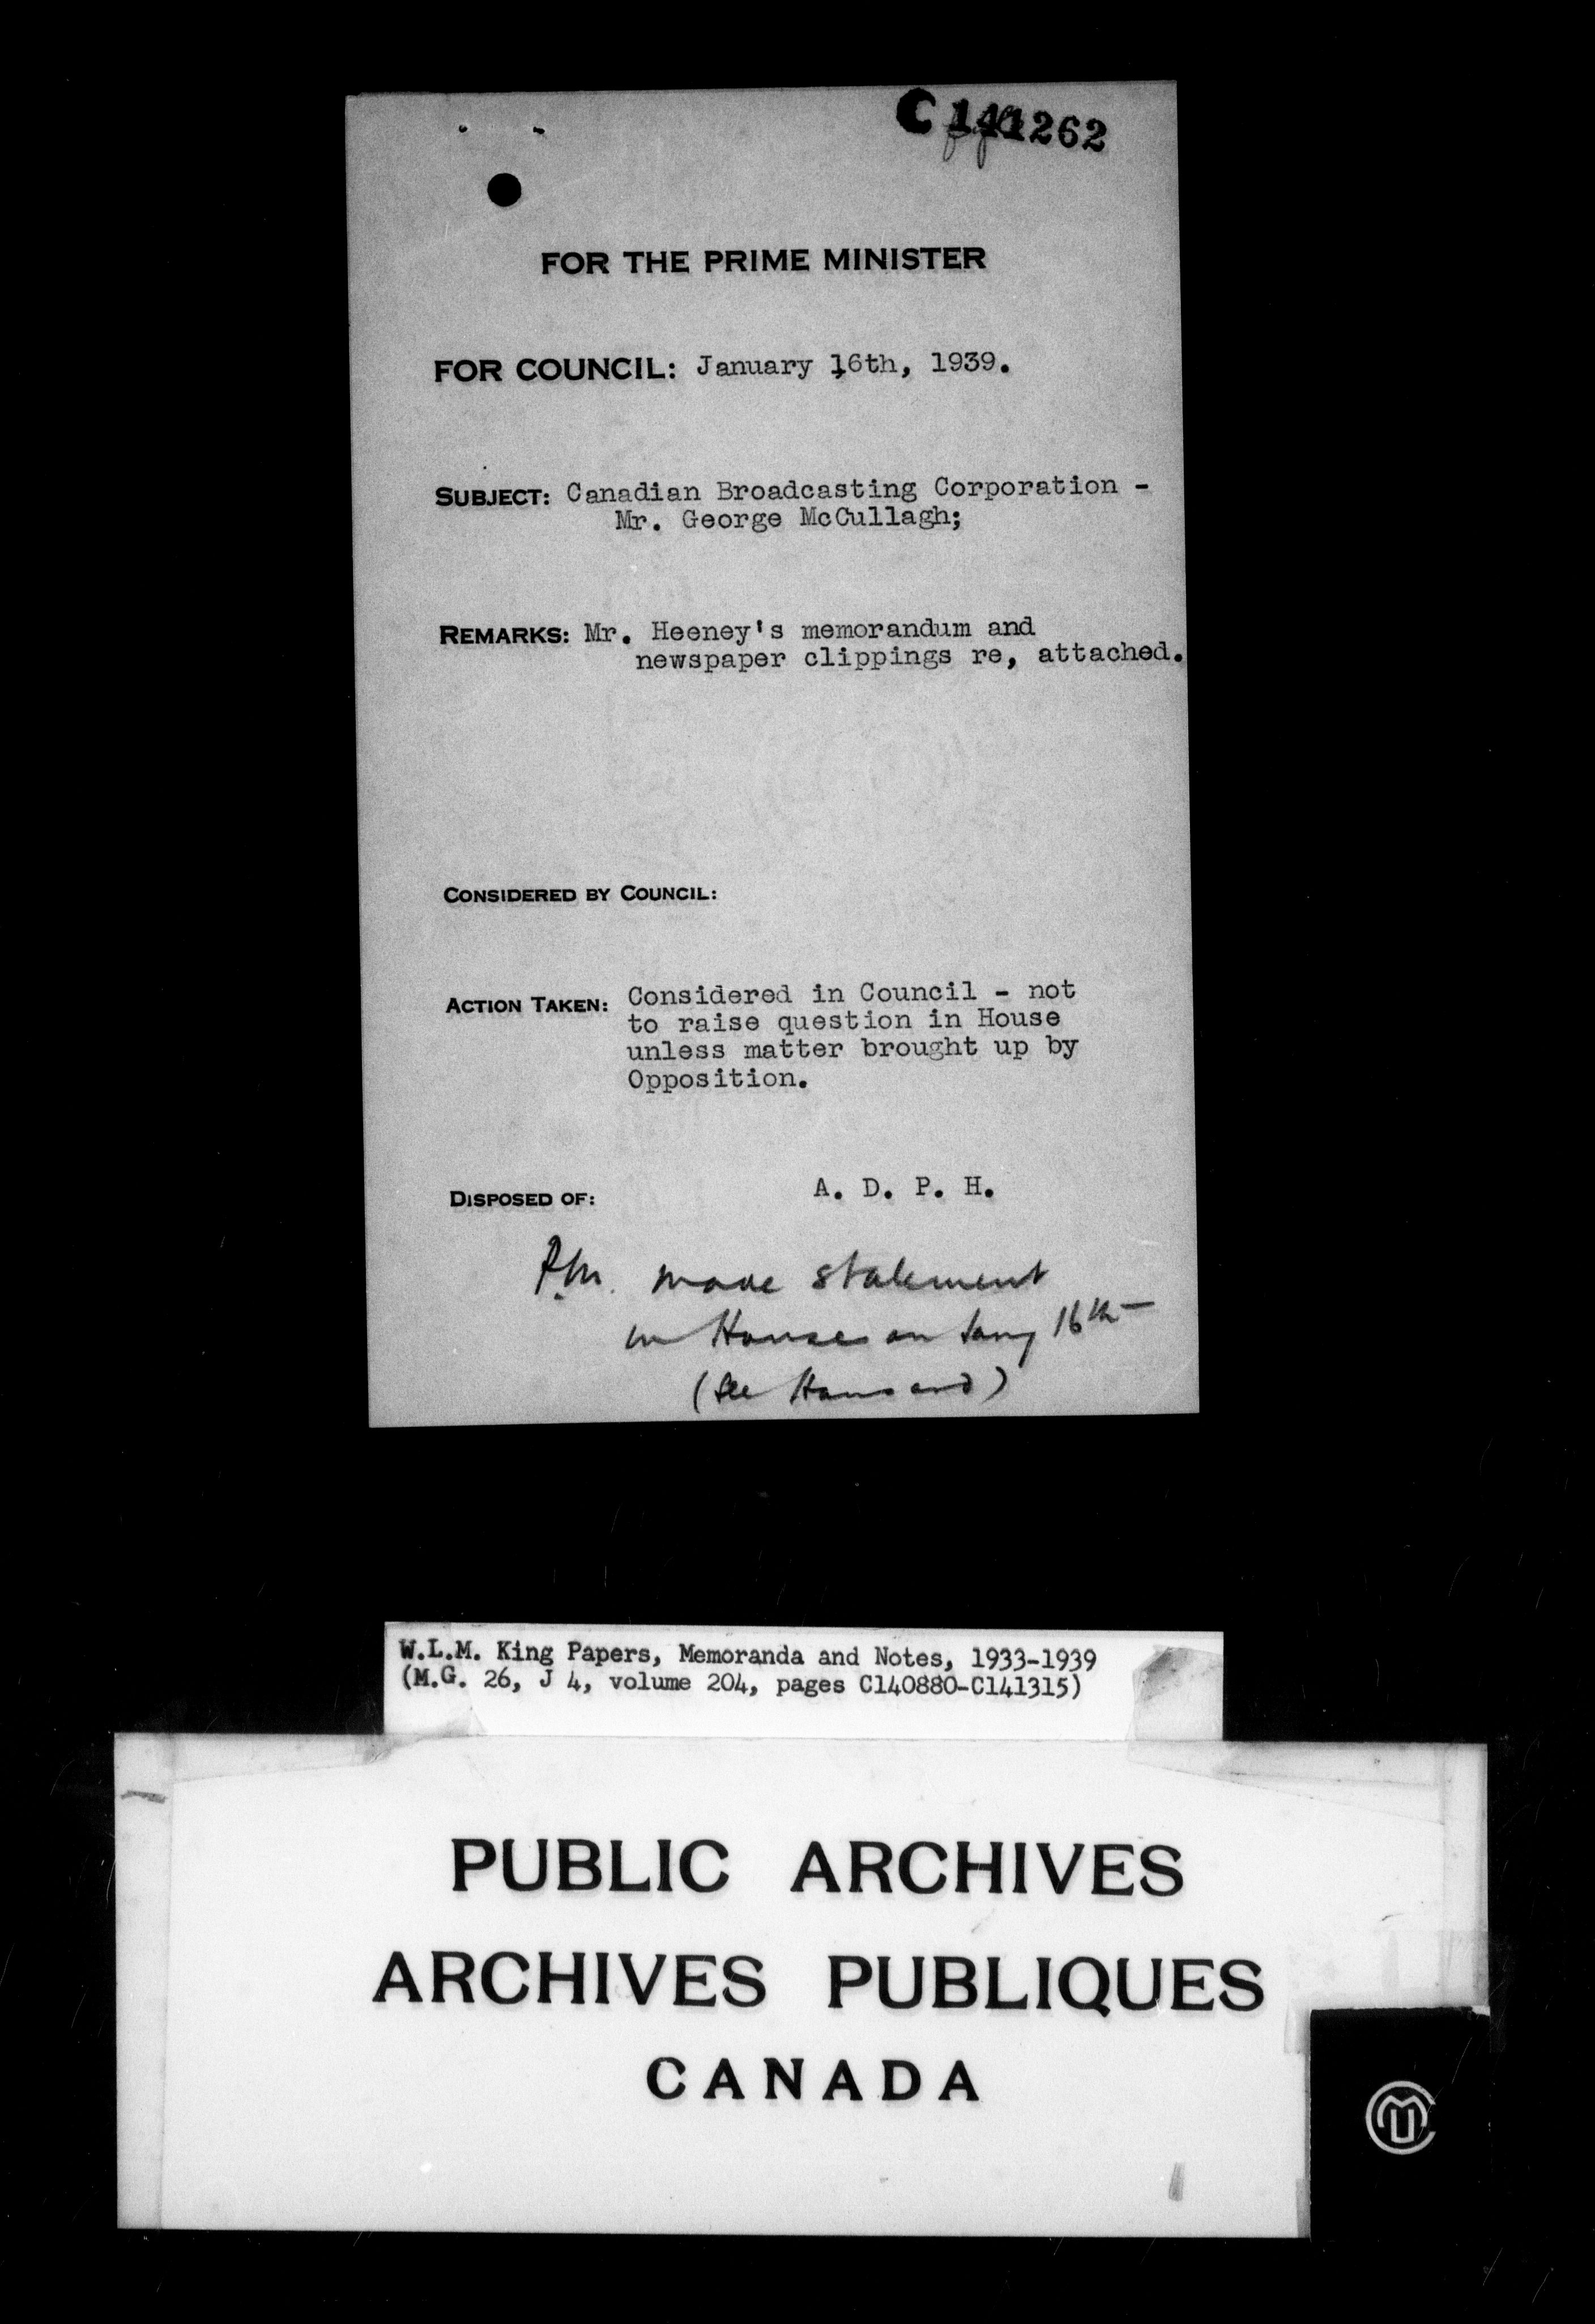 C 141262
FOR THE PRIME MINISTER
FOR COUNCIL: January 16th, 1939.
SUBJECT: Canadian Broadcasting Corporation -
Mr. George McCullagh;
REMARKS: Mr. Heeney's memorandum and
newspaper clippings re, attached.
CONSIDERED BY COUNCIL:
ACTION TAKEN: Considered in Council - not
to raise question in House
unless matter brought up by
Opposition.
DISPOSED OF: A. D. P. H.
P.M. made statement
in House on Jany 16th
(See Hansard)
W.L.M. King Papers, Memoranda and Notes, 1933-1939
(M.G. 26, J 4, volume 204, pages C140880-C141315)
PUBLIC ARCHIVES
ARCHIVES PUBLIQUES
CANADA